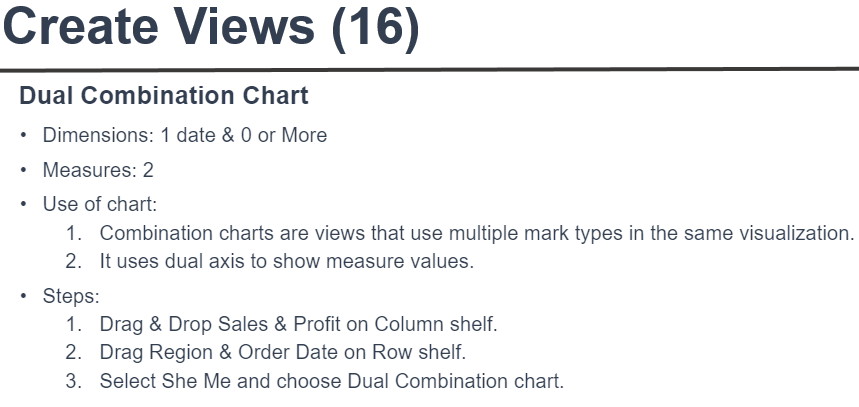 Create Views (16)
Dual Combination Chart
• Dimensions: 1 date & 0 or More
• Measures: 2
• Use of chart:
1. Combination charts are views that use multiple mark types in the same visualization.
2. It uses dual axis to show measure values.
• Steps:
1. Drag & Drop Sales & Profit on Column shelf.
2. Drag Region & Order Date on Row shelf.
3. Select She Me and choose Dual Combination chart.